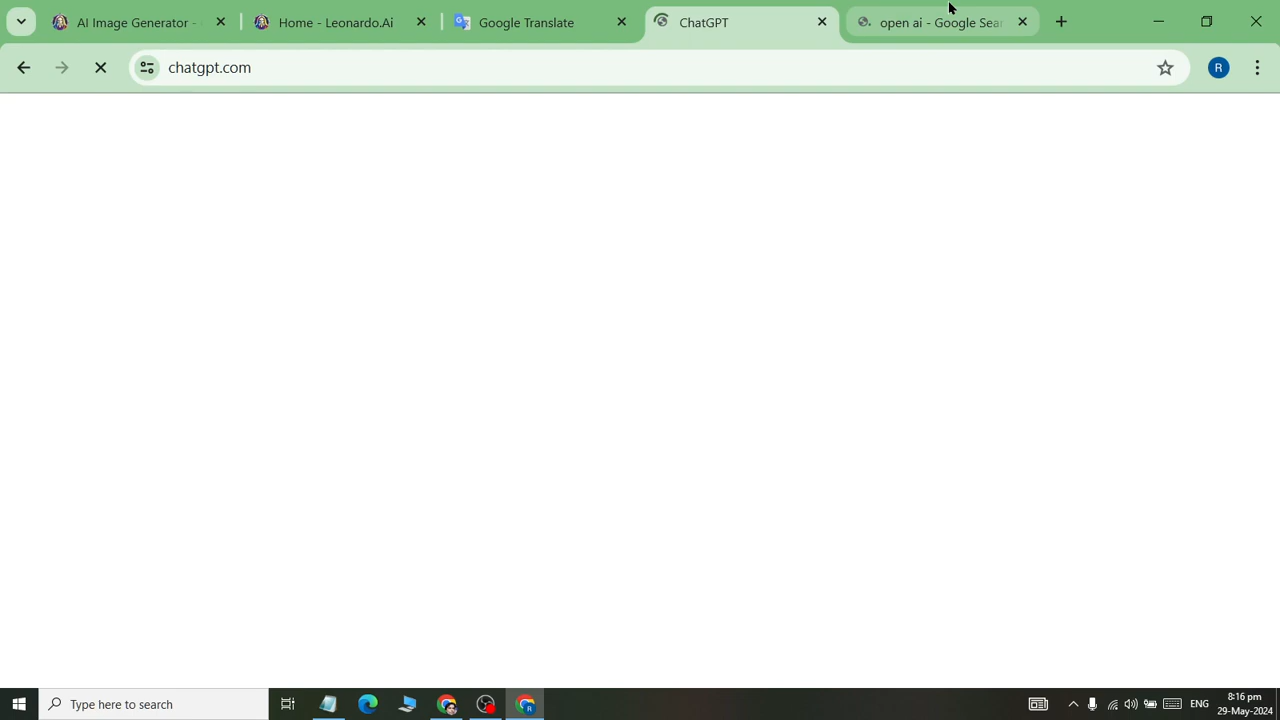 AI Image Generator -
Home - Leonardo.Ai
Google Translate
ChatGPT
open ai - Google Sear
chatgpt.com
R
Type here to search
R
ENG
8:16 pm
29-May-2024